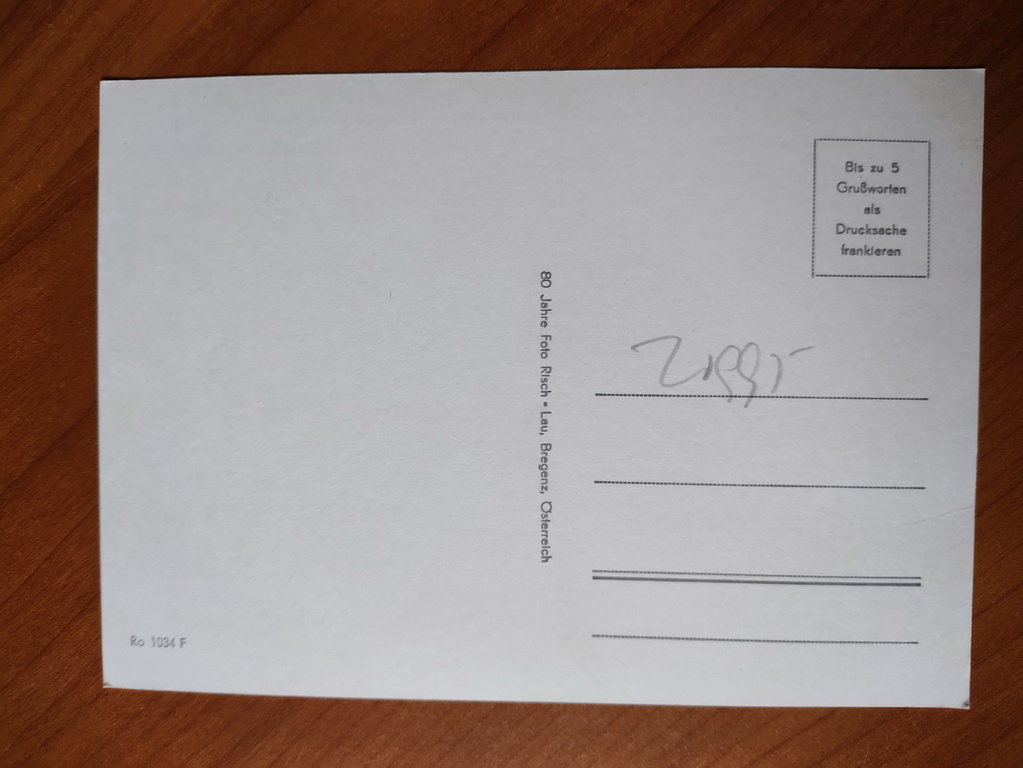 Bis zu 5
Grußworten
als
Drucksache
frankieren
80 Jahre Foto Risch • Lau, Bregenz, Österreich
Ro 1034 F